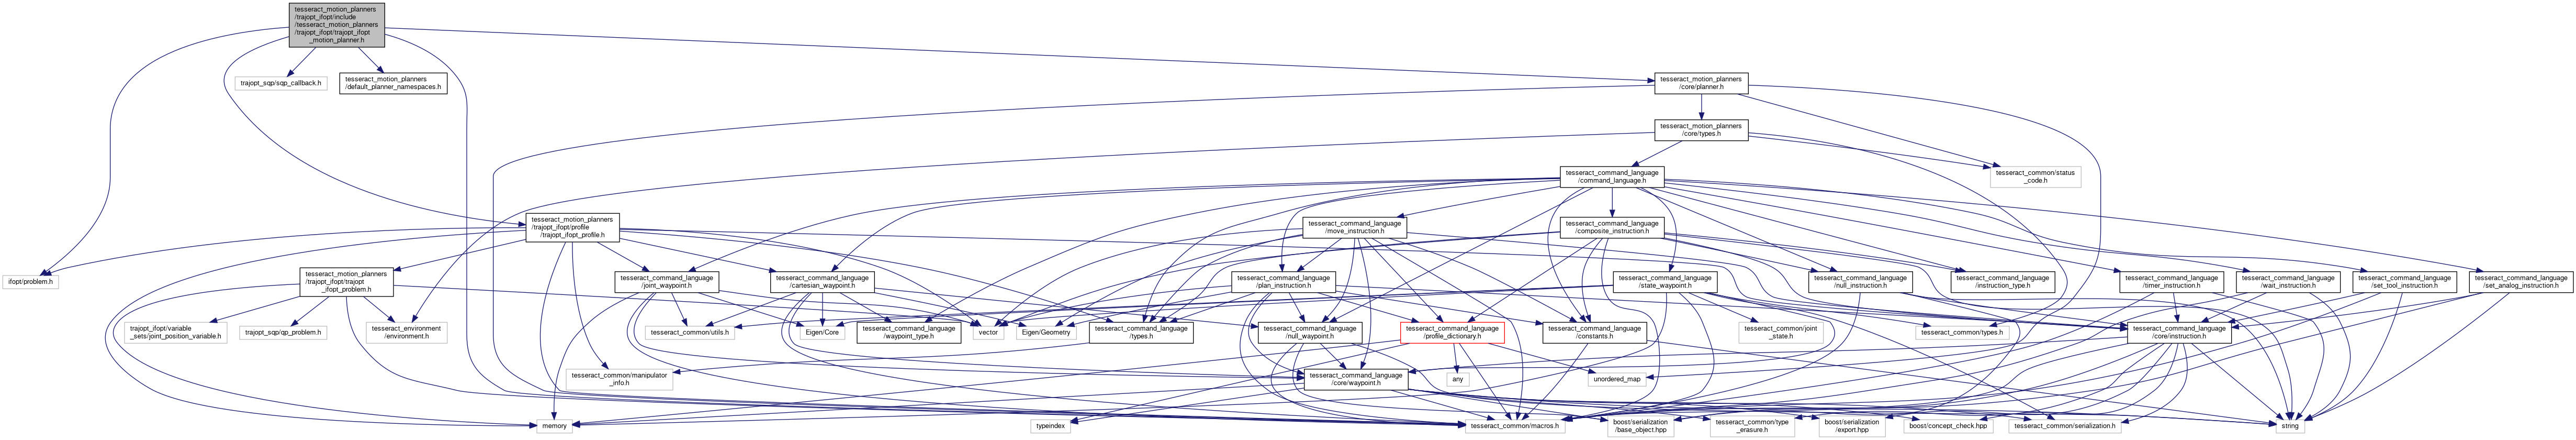 tesseract_motion_planners
/trajopt_ifopt/include
/tesseract_motion_planners
/trajopt_ifopt/trajopt_ifopt
_motion_planner.h
trajopt_sqp/sqp_callback.h
tesseract_motion_planners
/default_planner_namespaces.h
tesseract_motion_planners
/core/planner.h
tesseract_motion_planners
/core/types.h
tesseract_command_language
/command_language.h
tesseract_common/status
_code.h
tesseract_motion_planners
/trajopt_ifopt/profile
/trajopt_ifopt_profile.h
tesseract_command_language
/move_instruction.h
tesseract_command_language
/composite_instruction.h
ifopt/problem.h
tesseract_motion_planners
/trajopt_ifopt/trajopt
_ifopt_problem.h
tesseract_command_language
/joint_waypoint.h
tesseract_command_language
/cartesian_waypoint.h
tesseract_command_language
/plan_instruction.h
tesseract_command_language
/state_waypoint.h
tesseract_command_language
/null_instruction.h
tesseract_command_language
/instruction_type.h
tesseract_command_language
/timer_instruction.h
tesseract_command_language
/wait_instruction.h
tesseract_command_language
/set_tool_instruction.h
tesseract_command_language
/set_analog_instruction.h
trajopt_ifopt/variable
_sets/joint_position_variable.h
trajopt_sqp/qp_problem.h
tesseract_environment
/environment.h
tesseract_common/utils.h
Eigen/Core
tesseract_command_language
/waypoint_type.h
vector
Eigen/Geometry
tesseract_command_language
/types.h
tesseract_command_language
/null_waypoint.h
tesseract_command_language
/profile_dictionary.h
tesseract_command_language
/constants.h
tesseract_common/joint
_state.h
tesseract_common/types.h
tesseract_command_language
/core/instruction.h
tesseract_common/manipulator
_info.h
tesseract_command_language
/core/waypoint.h
any
unordered_map
memory
typeindex
tesseract_common/macros.h
boost/serialization
/base_object.hpp
tesseract_common/type
_erasure.h
boost/serialization
/export.hpp
boost/concept_check.hpp
tesseract_common/serialization.h
string